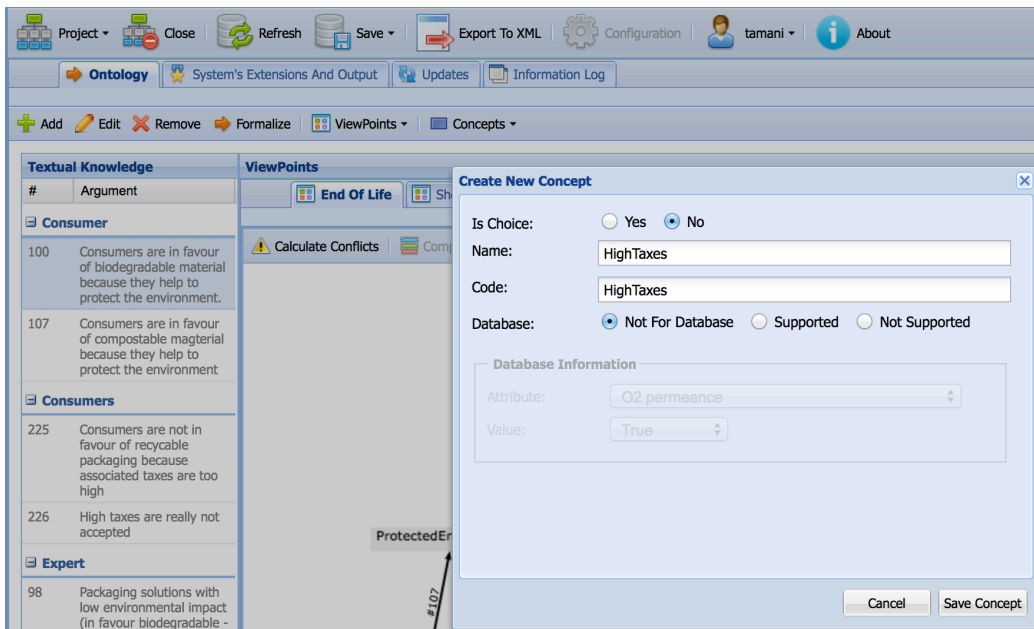 Project Close Refresh Save Export To XML Configuration tamani About
Ontology System's Extensions And Output Updates Information Log
Add Edit Remove Formalize ViewPoints Concepts
Textual Knowledge
# Argument
Consumer
100 Consumers are in favour
of biodegradable material
because they help to
protect the environment.
107 Consumers are in favour
of compostable magterial
because they help to
protect the environment
Consumers
225 Consumers are not in
favour of recycable
packaging because
associated taxes are too
high
226 High taxes are really not
accepted
Expert
98 Packaging solutions with
low environmental impact
(in favour biodegradable -
ViewPoints
End Of Life Sh
Calculate Conflicts Comp
ProtectedEn
#107
Create New Concept
Is Choice: Yes No
Name: HighTaxes
Code: HighTaxes
Database: Not For Database Supported Not Supported
Database Information
Attribute: O2 permeance
Value: True
Cancel Save Concept